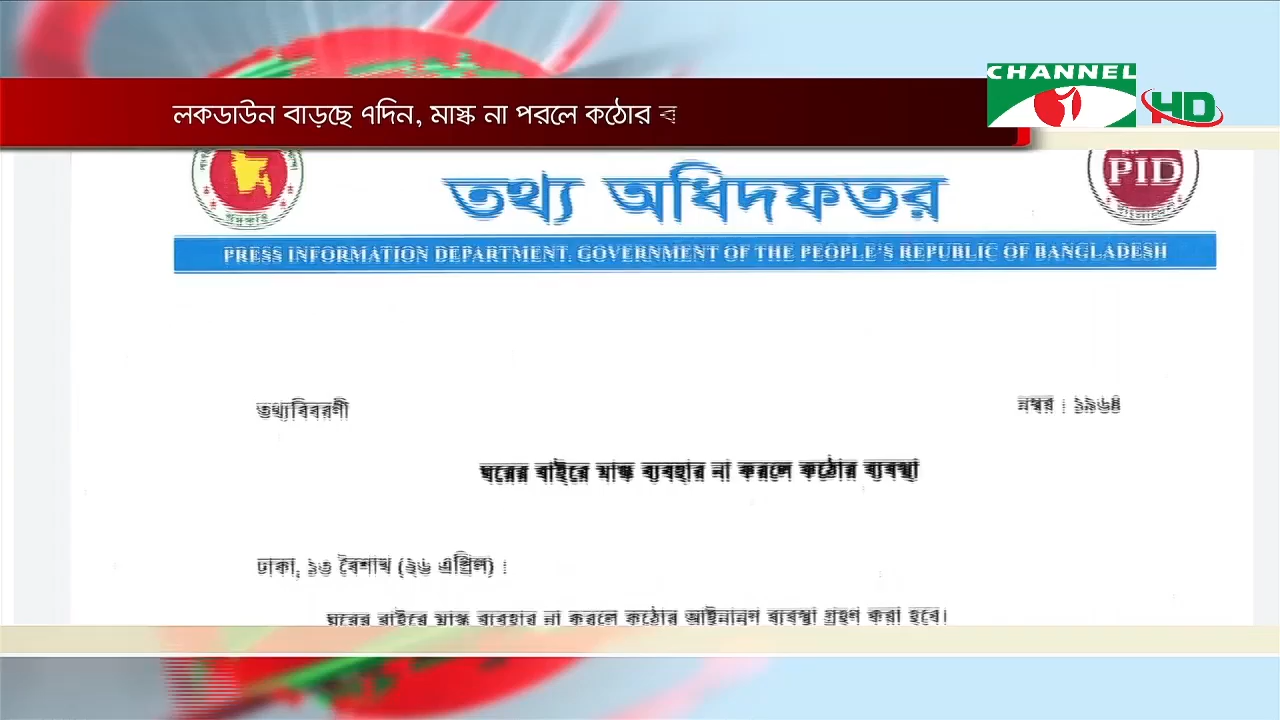 CHANNEL
i HD
লকডাউন বাড়ছে ৭দিন, মাস্ক না পরলে কঠোর ব
PID
তথ্য অধিদফতর
PRESS INFORMATION DEPARTMENT, GOVERNMENT OF THE PEOPLE'S REPUBLIC OF BANGLADESH
তথ্যবিবরণী নম্বর : ১৯৬৪
ঘরের বাইরে মাস্ক ব্যবহার না করলে কঠোর ব্যবস্থা
ঢাকা, ১৩ বৈশাখ (২৬ এপ্রিল) :
ঘরের বাইরে মাস্ক ব্যবহার না করলে কঠোর আইনানুগ ব্যবস্থা গ্রহণ করা হবে।